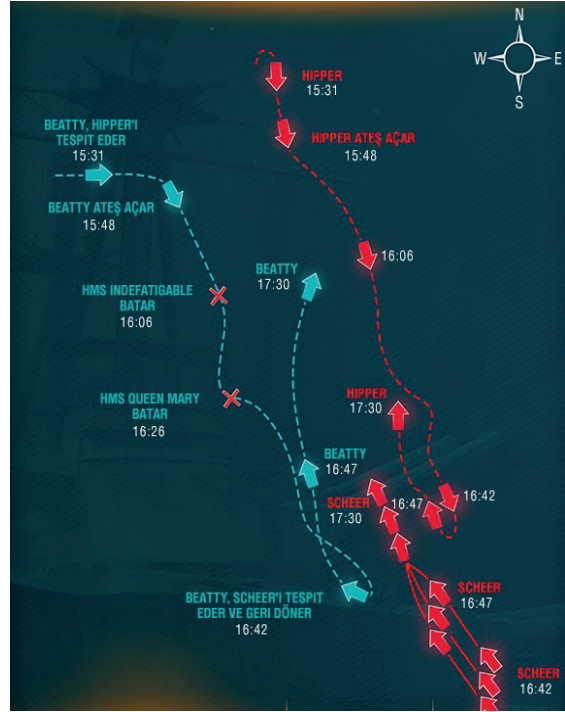 N
W
E
S
HIPPER
15:31
BEATTY, HIPPER'I
TESPIT EDER
15:31
HIPPER ATEŞ AÇAR
15:48
BEATTY ATEŞ AÇAR
15:48
16:06
BEATTY
17:30
HMS INDEFATIGABLE
BATAR
16:06
HIPPER
17:30
HMS QUEEN MARY
BATAR
16:26
BEATTY
16:47
SCHEER
17:30
16:47
16:42
BEATTY, SCHEER'I TESPIT
EDER VE GERI DÖNER
16:42
SCHEER
16:47
SCHEER
16:42